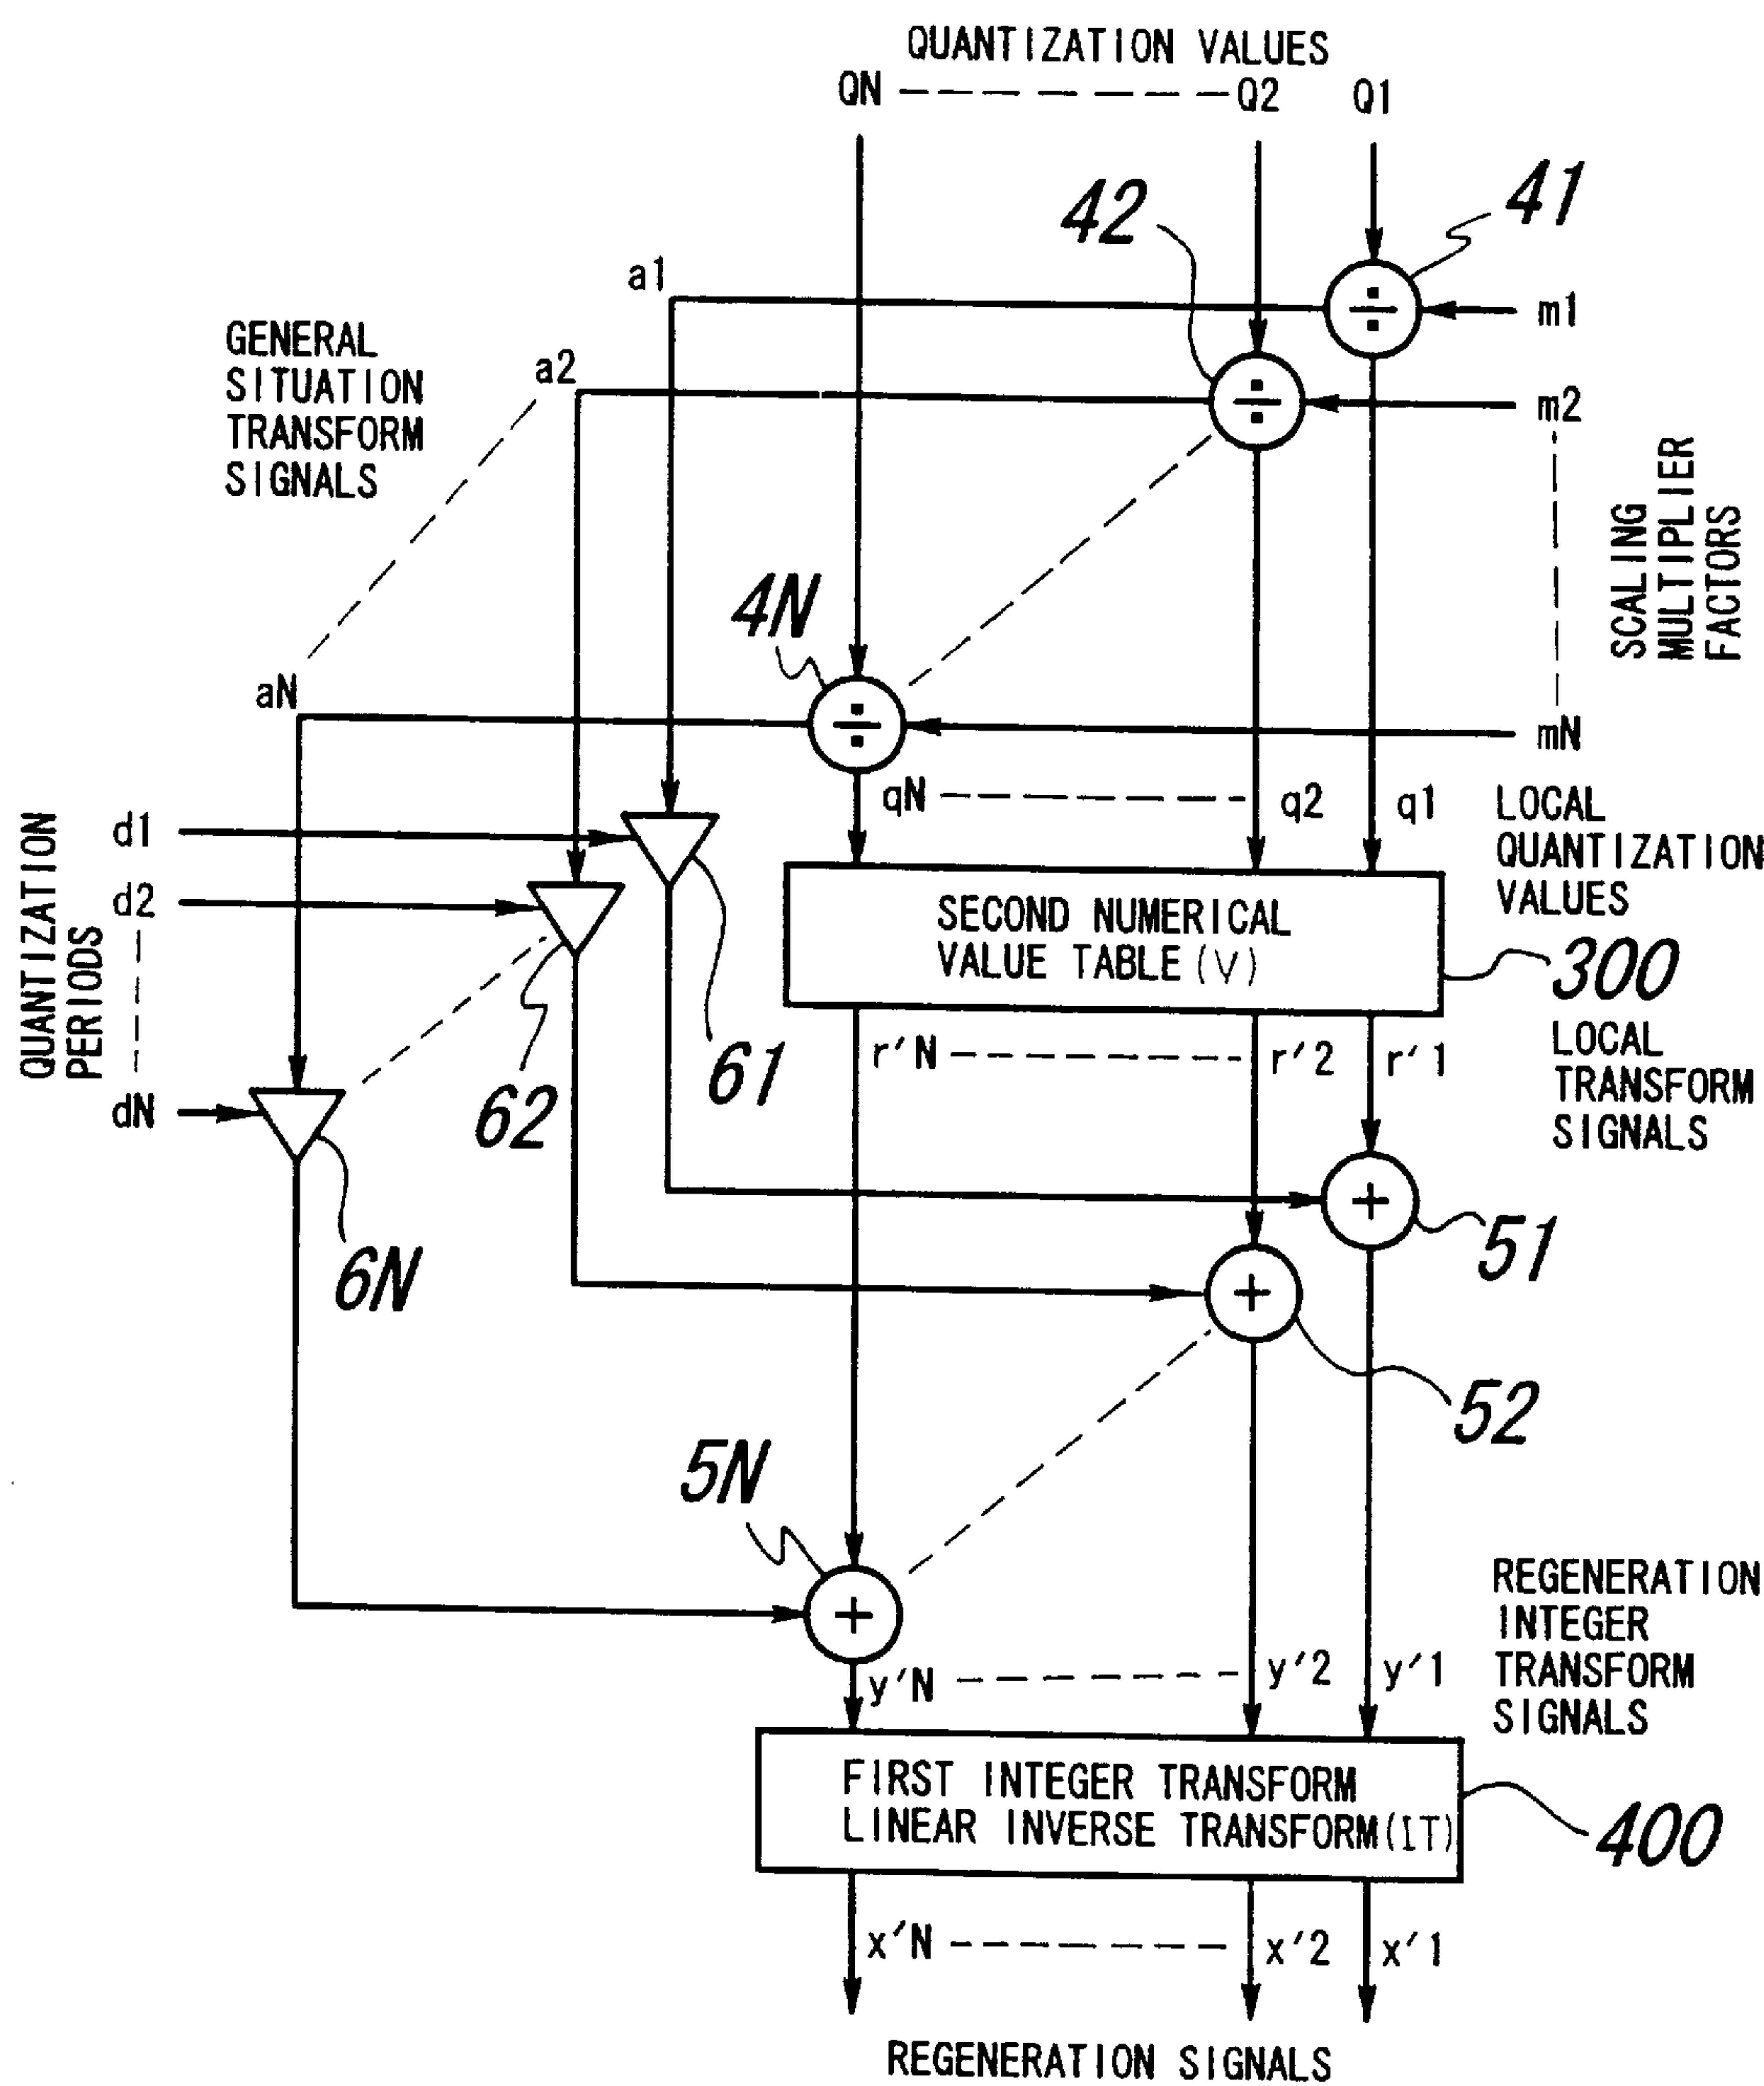 QUANTIZATION VALUES
QN Q2 Q1
42 41
a1
m1
GENERAL
SITUATION
TRANSFORM
SIGNALS
a2
m2
SCALING
MULTIPLIER
FACTORS
4N
aN
mN
QUANTIZATION
PERIODS
d1
d2
dN
qN q2 q1
LOCAL
QUANTIZATION
VALUES
SECOND NUMERICAL
VALUE TABLE (V)
300
61
62
6N
r'N r'2 r'1
LOCAL
TRANSFORM
SIGNALS
51
52
5N
REGENERATION
INTEGER
TRANSFORM
SIGNALS
y'N y'2 y'1
FIRST INTEGER TRANSFORM
LINEAR INVERSE TRANSFORM (IT)
400
x'N x'2 x'1
REGENERATION SIGNALS